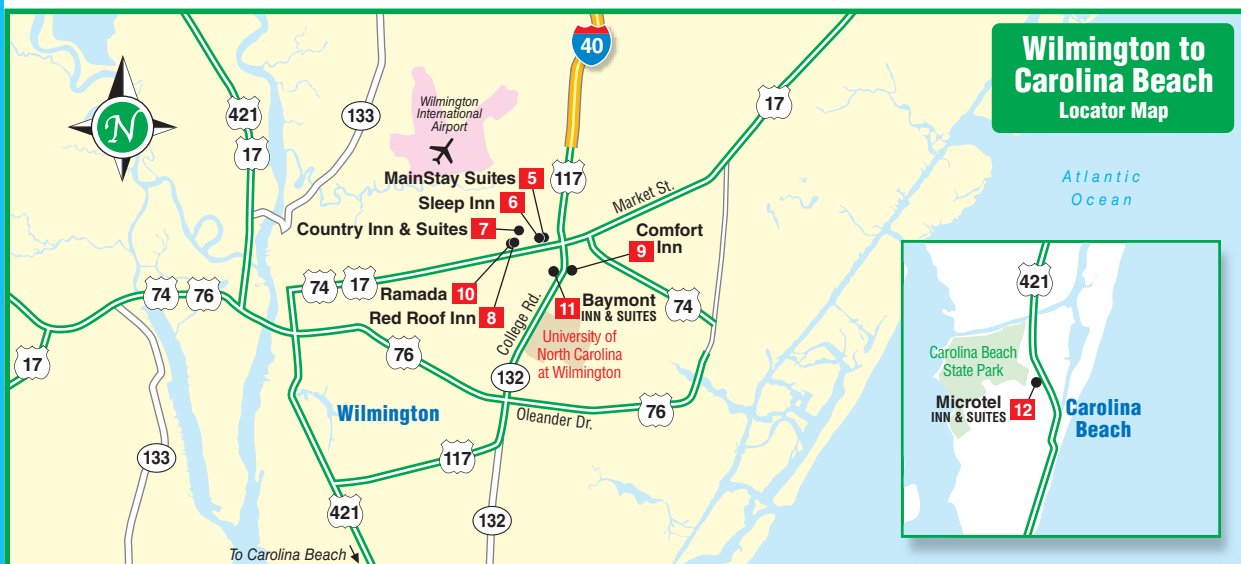 Wilmington to
Carolina Beach
Locator Map
40
17
421
17
133
Wilmington
International
Airport
N
117
Market St.
MainStay Suites 5
Sleep Inn 6
Country Inn & Suites 7
Comfort
9 Inn
Atlantic
Ocean
74 76
74 17
Ramada 10
Red Roof Inn 8
College Rd.
11 Baymont
INN & SUITES
74
University of
North Carolina
at Wilmington
17
76
132
Wilmington
Oleander Dr.
76
133
117
421
132
To Carolina Beach
421
Carolina Beach
State Park
Microtel
INN & SUITES 12
Carolina
Beach